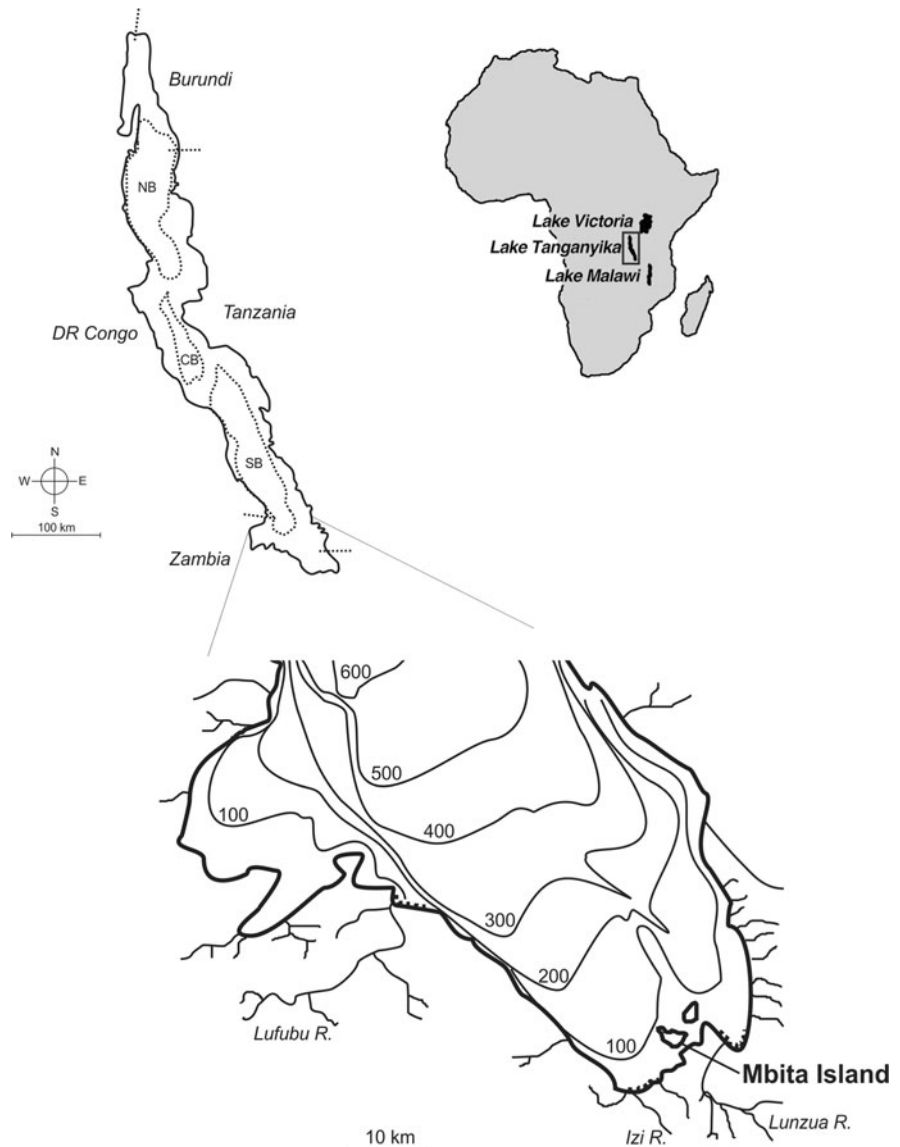 Burundi
NB
Tanzania
DR Congo
CB
SB
N
W
E
S
100 km
Zambia
Lake Victoria
Lake Tanganyika
Lake Malawi
600
500
100
400
300
200
100
Lufubu R.
Mbita Island
10 km
Izi R.
Lunzua R.